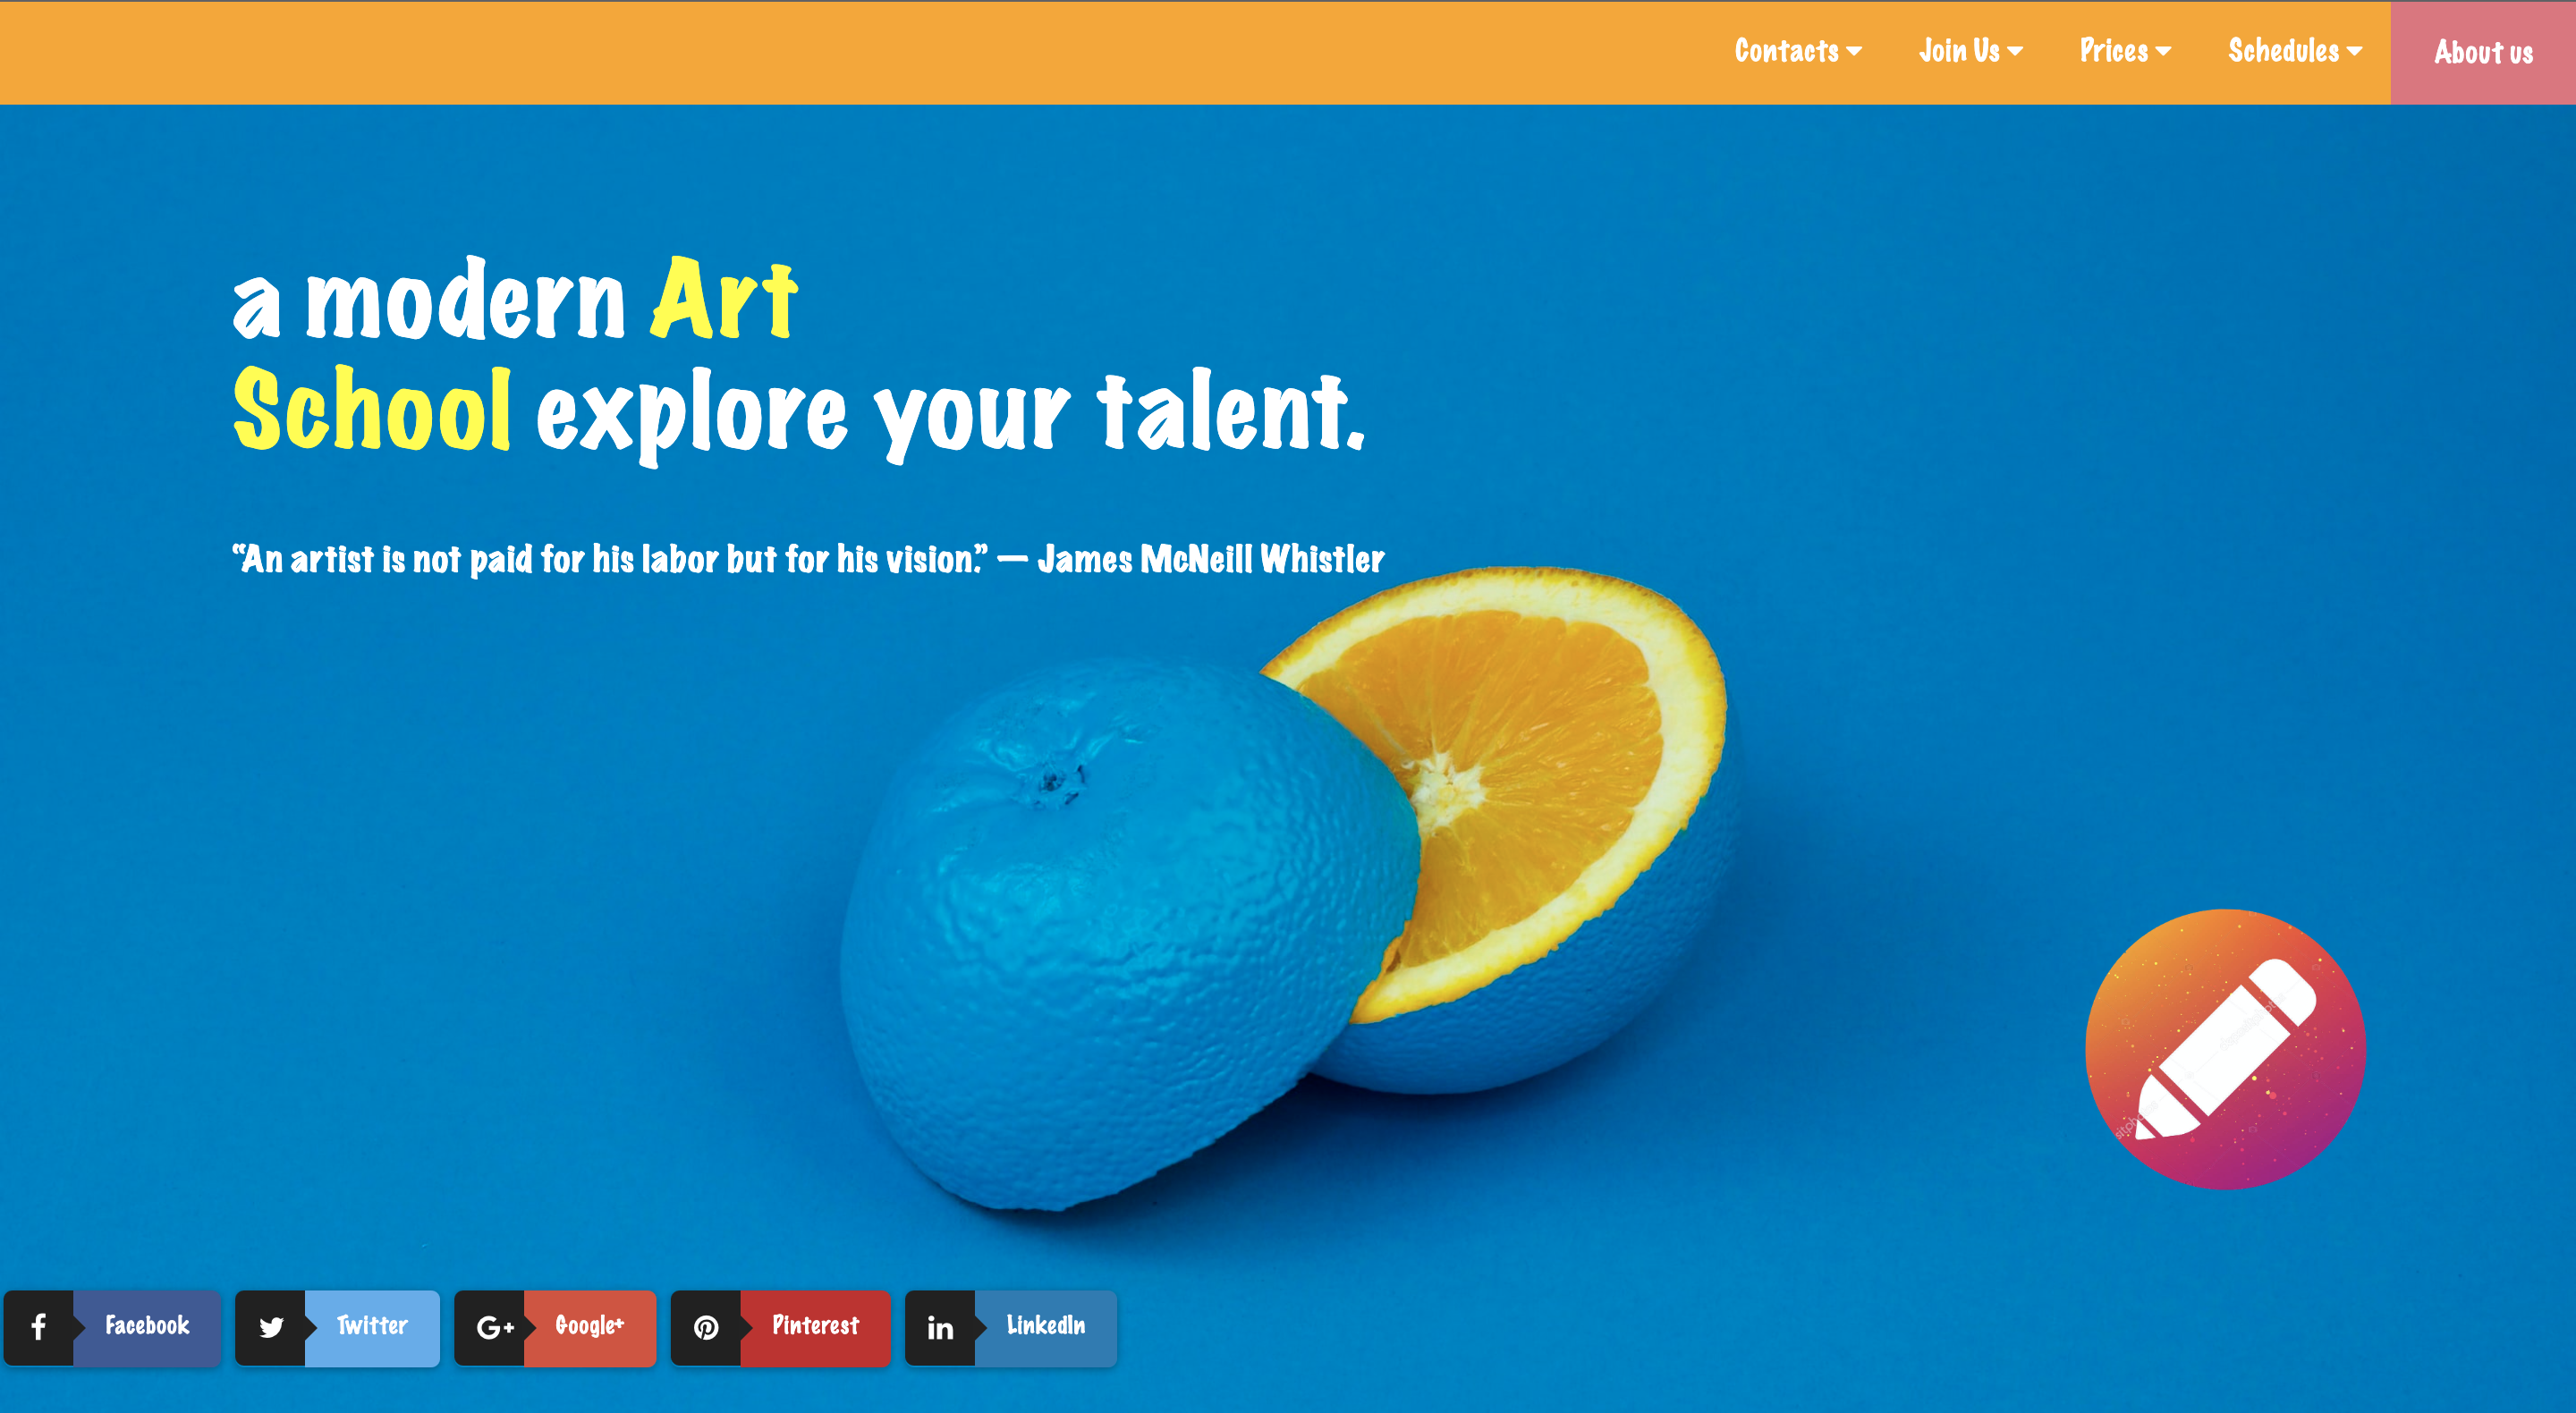 Contacts
Join Us
Prices
Schedules
About us
a modern Art
School explore your talent.
“An artist is not paid for his labor but for his vision.” — James McNeill Whistler
Facebook
Twitter
G+ Google+
Pinterest
in LinkedIn